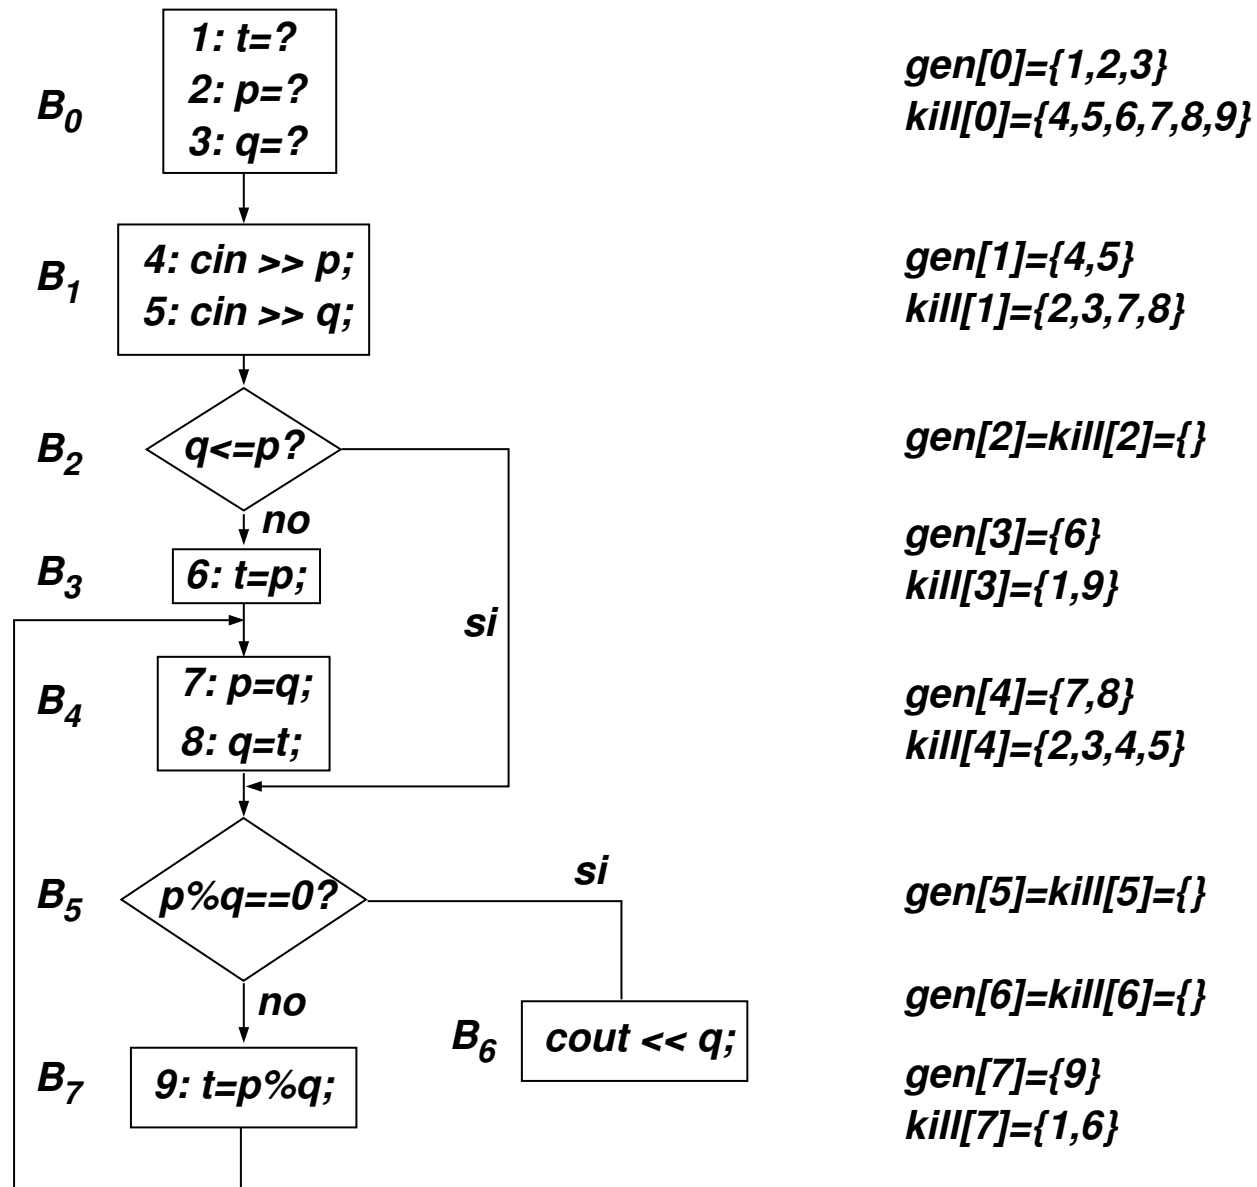 1: t=?
B0
2: p=?
3: q=?
gen[0]={1,2,3}
kill[0]={4,5,6,7,8,9}
B1
4: cin >> p;
5: cin >> q;
gen[1]={4,5}
kill[1]={2,3,7,8}
B2
q<=p?
gen[2]=kill[2]={}
no
B3
6: t=p;
gen[3]={6}
kill[3]={1,9}
si
B4
7: p=q;
8: q=t;
gen[4]={7,8}
kill[4]={2,3,4,5}
B5
p%q==0?
si
gen[5]=kill[5]={}
no
B6
cout << q;
gen[6]=kill[6]={}
B7
9: t=p%q;
gen[7]={9}
kill[7]={1,6}